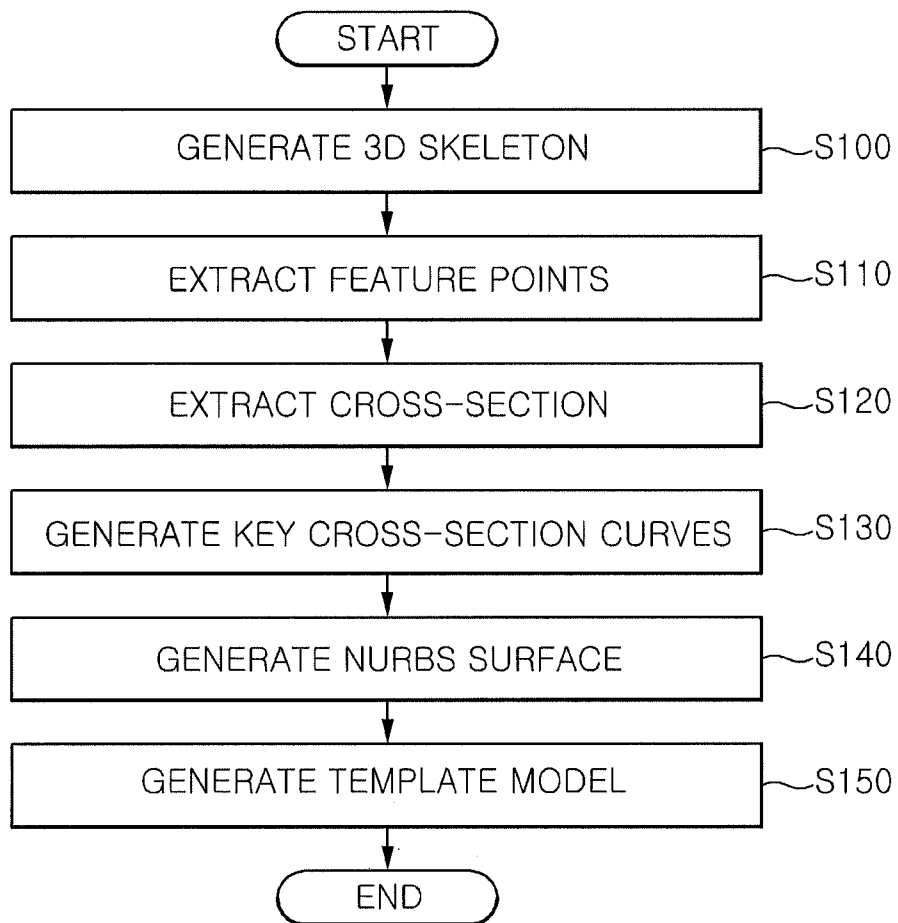 START
GENERATE 3D SKELETON
S100
EXTRACT FEATURE POINTS
S110
EXTRACT CROSS-SECTION
S120
GENERATE KEY CROSS-SECTION CURVES
S130
GENERATE NURBS SURFACE
S140
GENERATE TEMPLATE MODEL
S150
END